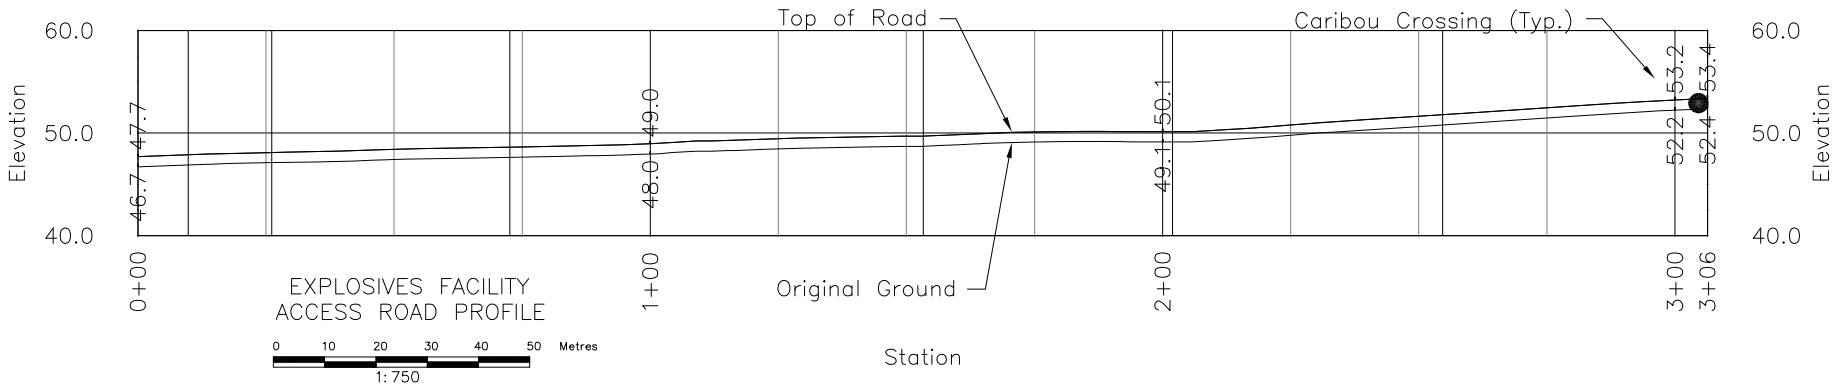 Top of Road
Caribou Crossing (Typ.)
60.0
60.0
Elevation
50.0
50.0
Elevation
40.0
40.0
47.7
46.7
49.0
48.0
50.1
49.1
53.2
52.2
53.4
52.4
0+00
1+00
2+00
3+00
3+06
Original Ground
EXPLOSIVES FACILITY
ACCESS ROAD PROFILE
0 10 20 30 40 50 Metres
1:750
Station